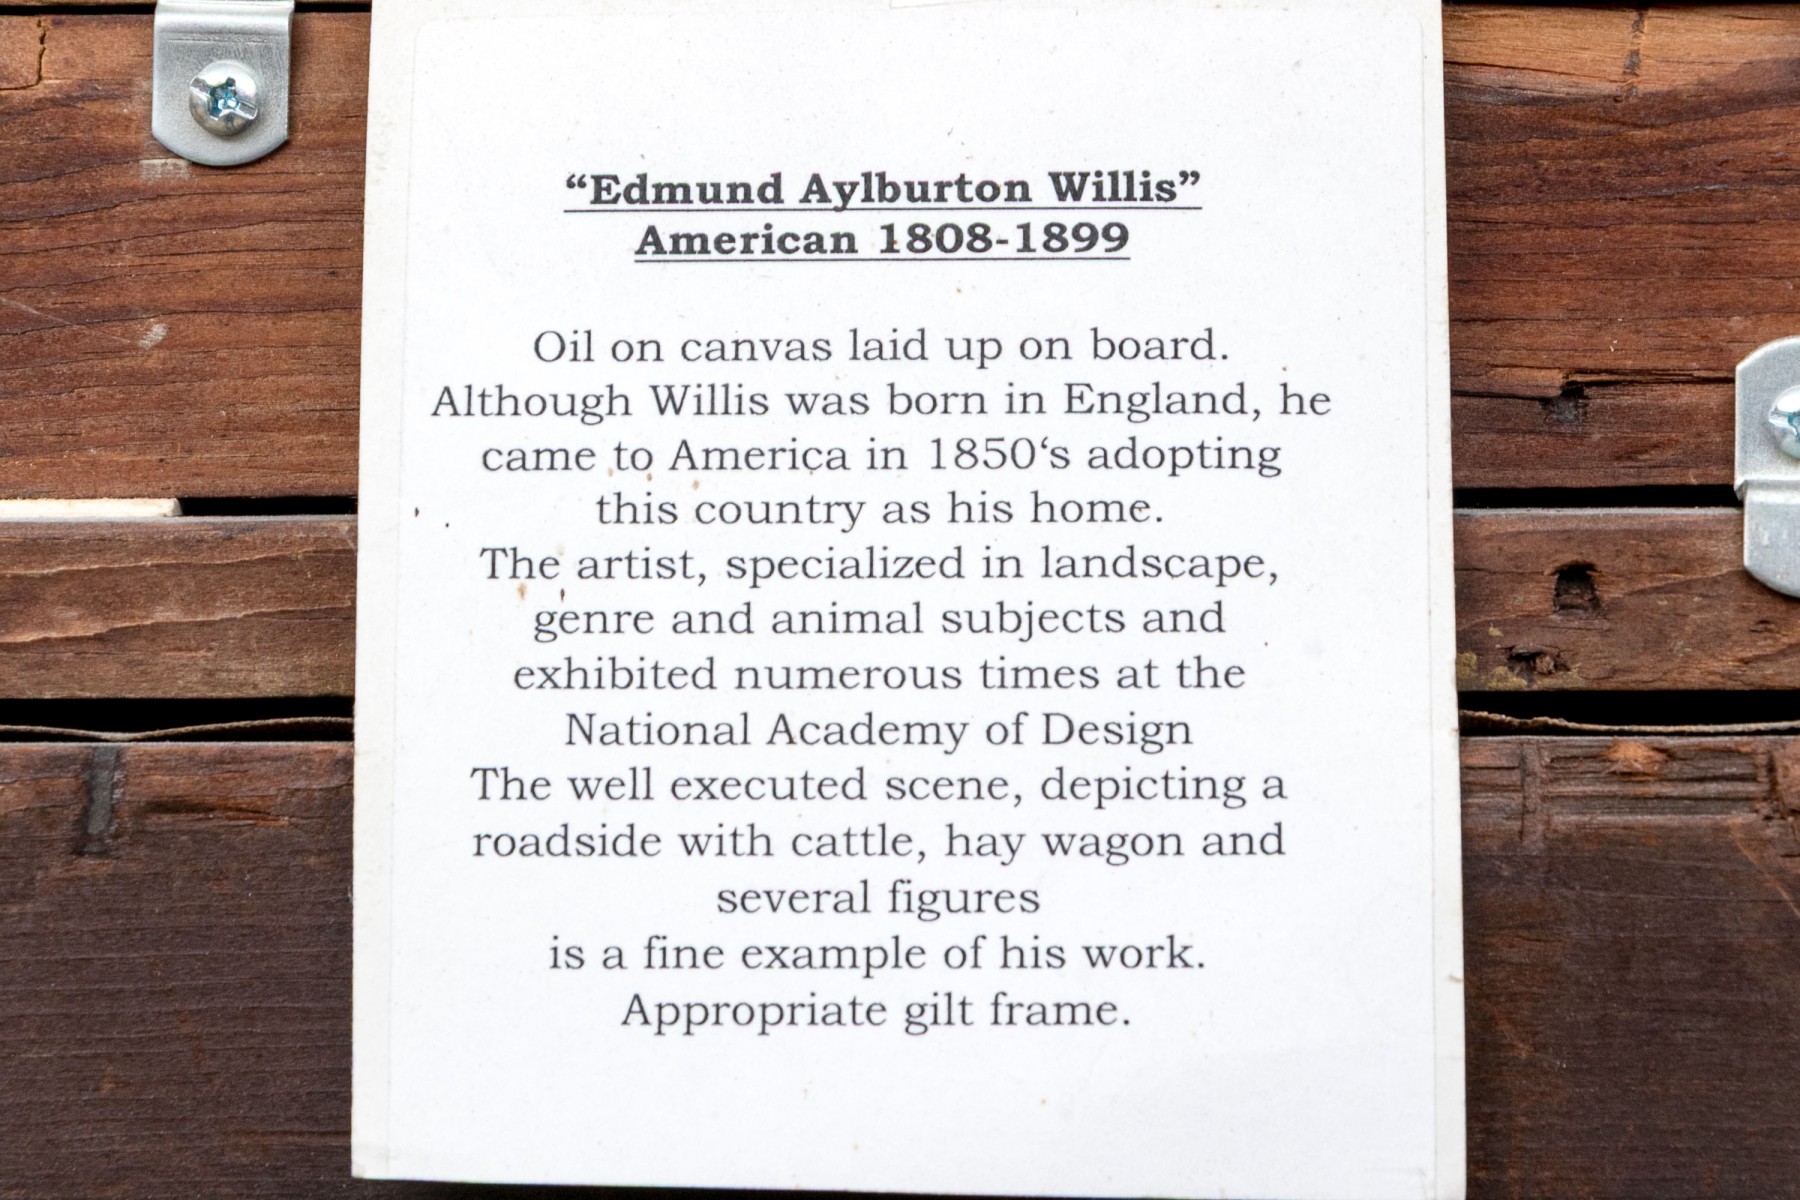 “Edmund Aylburton Willis”
American 1808-1899
Oil on canvas laid up on board.
Although Willis was born in England, he
came to America in 1850‘s adopting
this country as his home.
The artist, specialized in landscape,
genre and animal subjects and
exhibited numerous times at the
National Academy of Design
The well executed scene, depicting a
roadside with cattle, hay wagon and
several figures
is a fine example of his work.
Appropriate gilt frame.